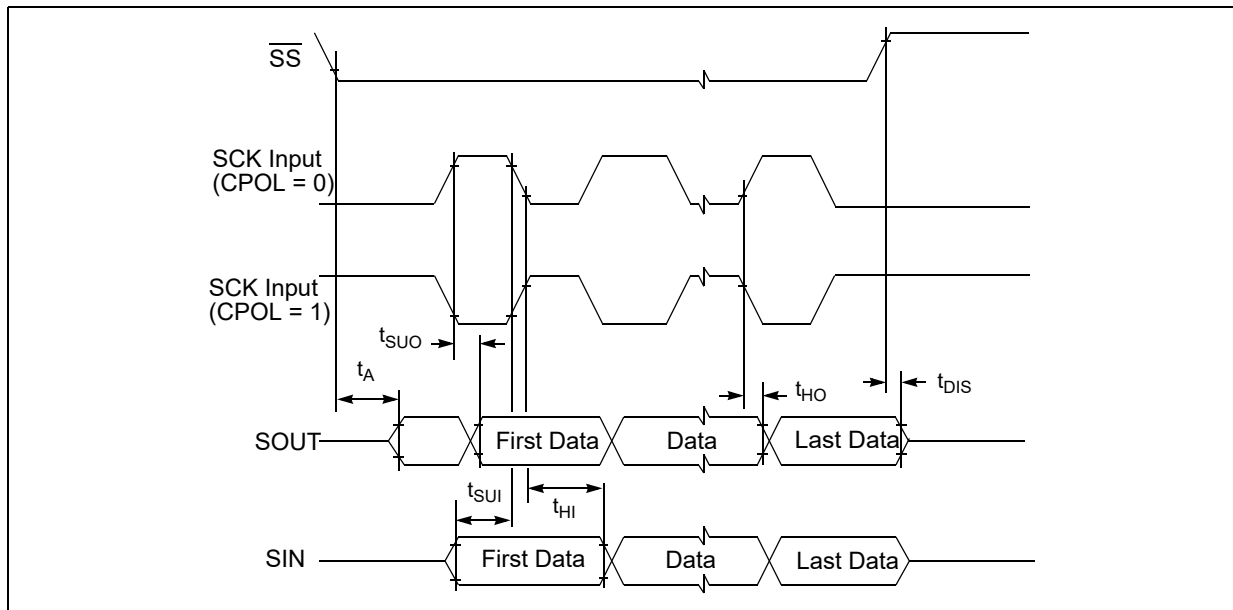 SS
SCK Input
(CPOL = 0)
SCK Input
(CPOL = 1)
tSUO
tA
tHO
tDIS
SOUT
First Data
Data
Last Data
tSUI
tHI
SIN
First Data
Data
Last Data